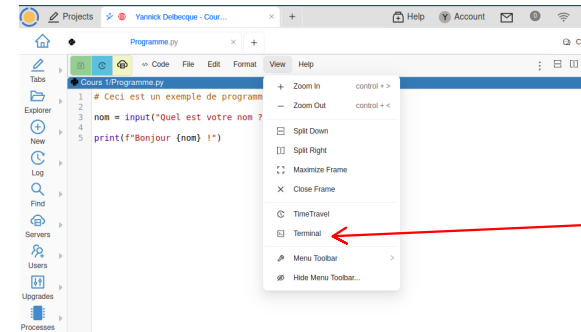 Projects
Yannick Delbecque - Cour... × +
Help
Account
0
Programme.py × +
Code File Edit Format View Help
Cours 1/Programme.py
1 # Ceci est un exemple de programm
2
3 nom = input("Quel est votre nom ?
4
5 print(f"Bonjour {nom} !")
Tabs
Explorer
New
Log
Find
Servers
Users
Upgrades
Processes
Zoom In control + >
Zoom Out control + <
Split Down
Split Right
Maximize Frame
Close Frame
TimeTravel
Terminal
Menu Toolbar >
Hide Menu Toolbar...